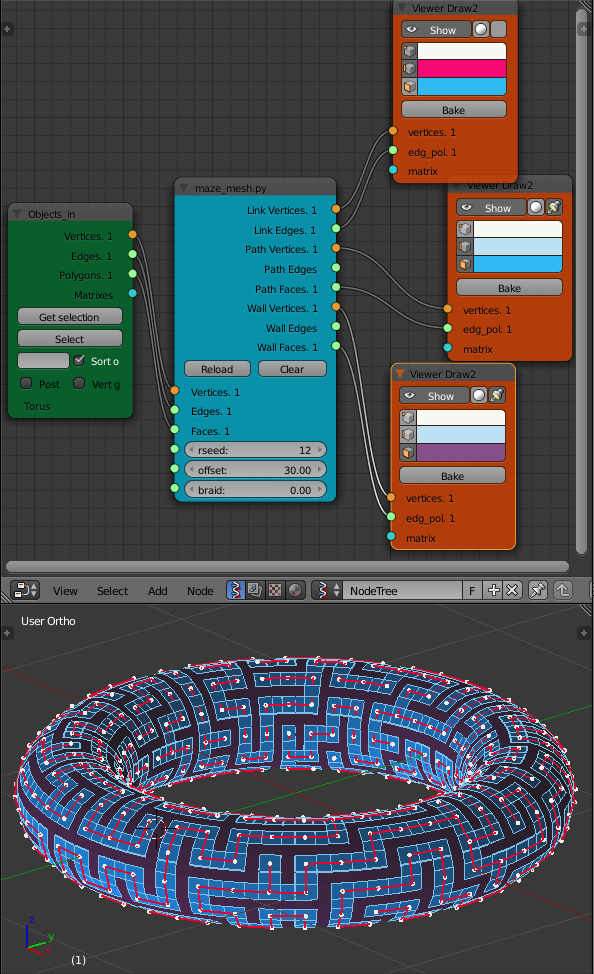 Viewer Draw2
Show
Bake
vertices. 1
edg_pol. 1
matrix
Viewer Draw2
Show
Bake
vertices. 1
edg_pol. 1
matrix
Viewer Draw2
Show
Bake
vertices. 1
edg_pol. 1
matrix
maze_mesh.py
Link Vertices. 1
Link Edges. 1
Path Vertices. 1
Path Edges
Path Faces. 1
Wall Vertices. 1
Wall Edges
Wall Faces. 1
Reload Clear
Vertices. 1
Edges. 1
Faces. 1
rseed: 12
offset: 30.00
braid: 0.00
Objects_in
Vertices. 1
Edges. 1
Polygons. 1
Matrixes
Get selection
Select
Sort o
Post Vert g
Torus
View Select Add Node NodeTree F
User Ortho
z
y
x
(1)